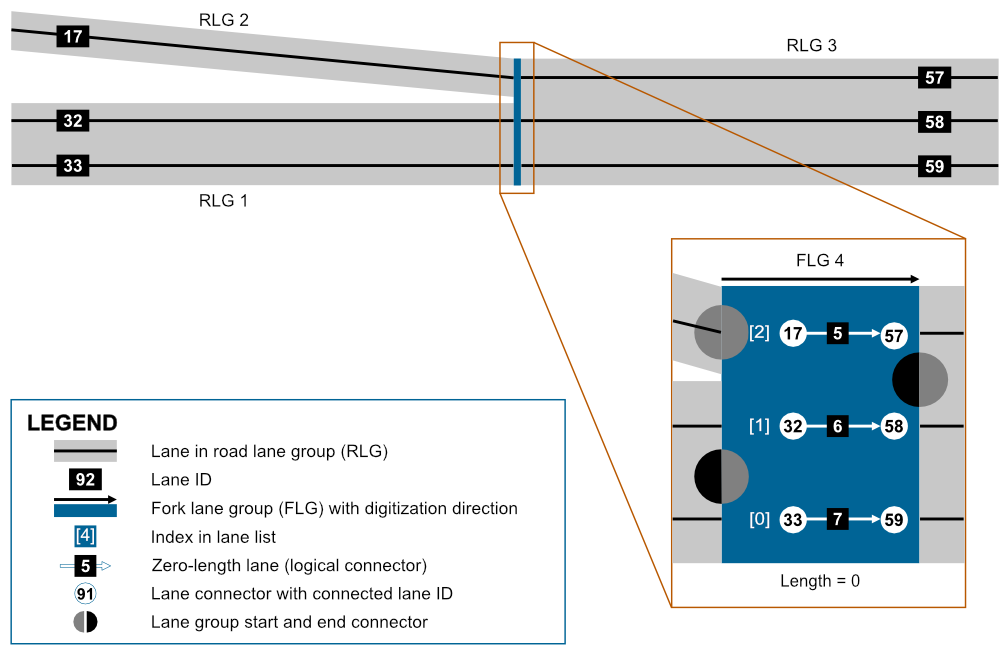 RLG 2
17
RLG 3
57
32
58
33
59
RLG 1
FLG 4
[2] 17 5 57
[1] 32 6 58
[0] 33 7 59
Length = 0
LEGEND
Lane in road lane group (RLG)
92 Lane ID
Fork lane group (FLG) with digitization direction
[4] Index in lane list
5 Zero-length lane (logical connector)
91 Lane connector with connected lane ID
Lane group start and end connector